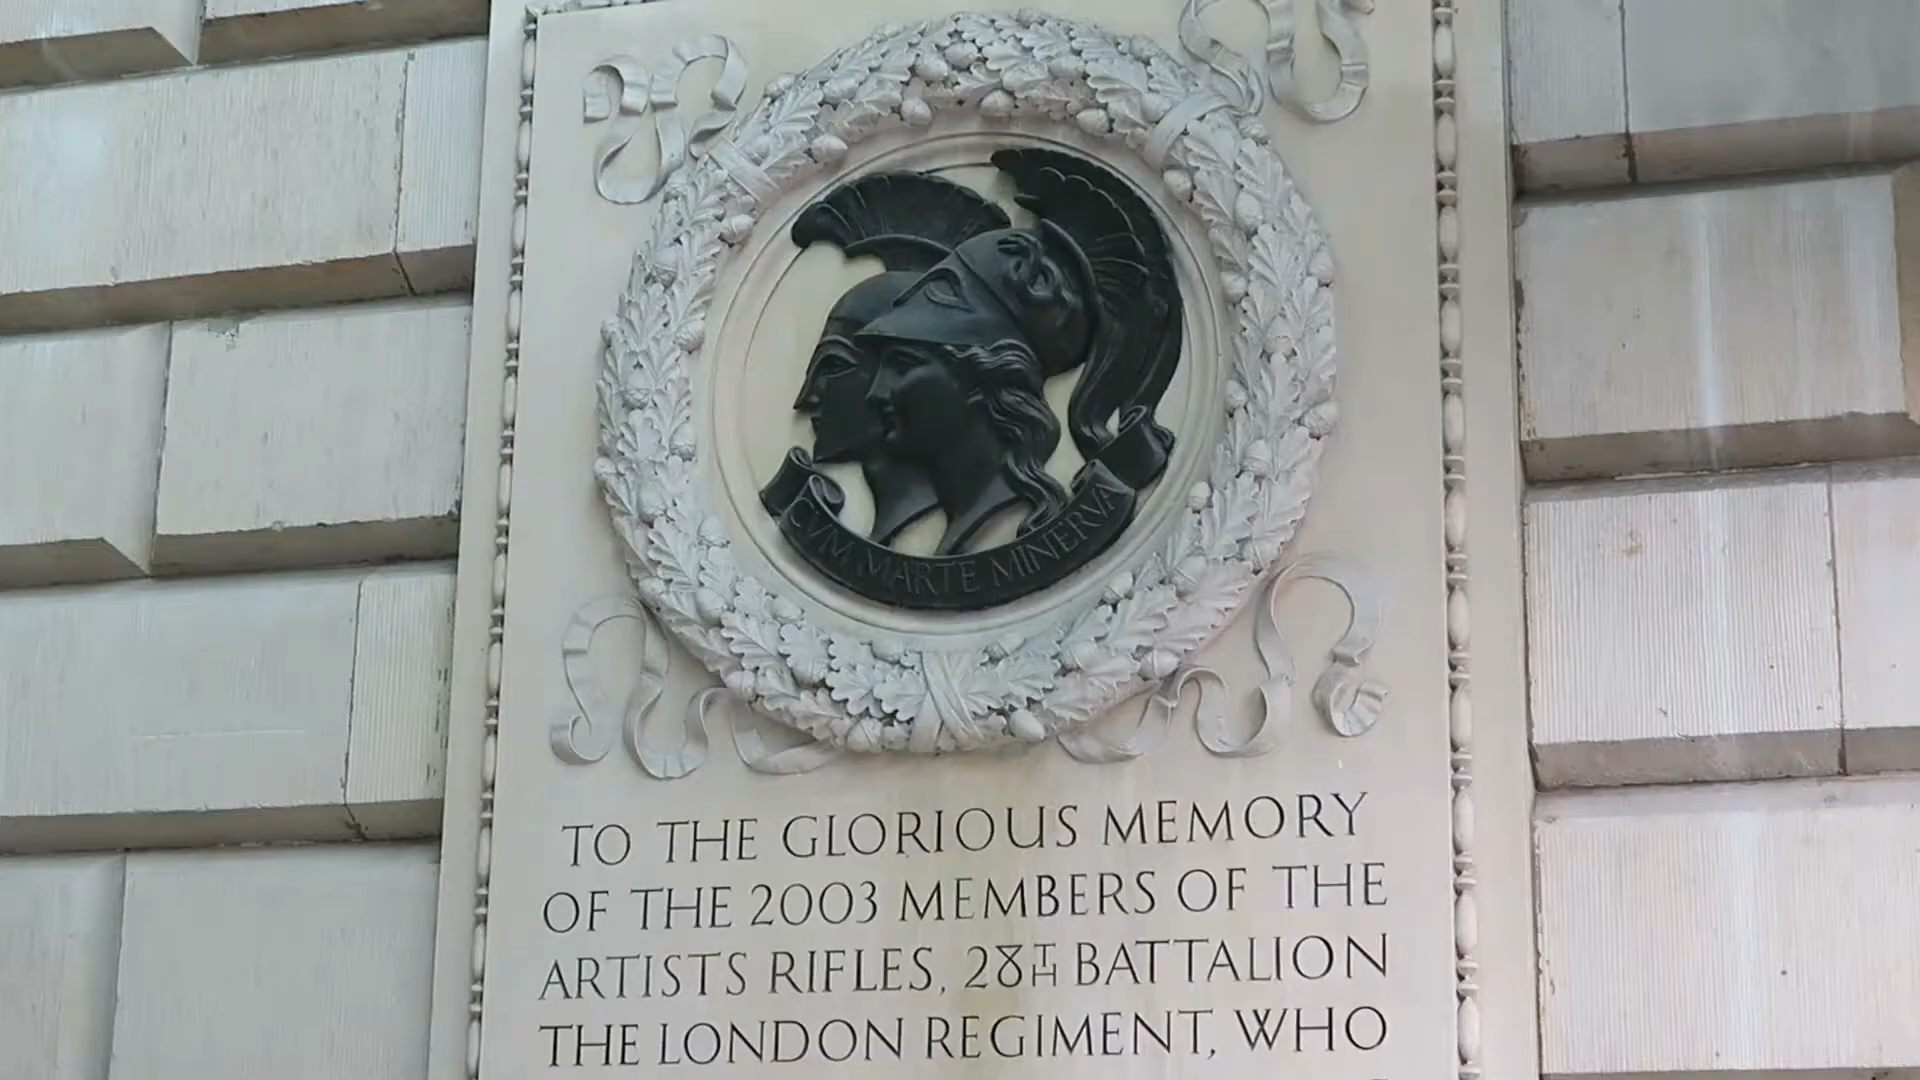 CVM MARTE MINERVA
TO THE GLORIOUS MEMORY
OF THE 2003 MEMBERS OF THE
ARTISTS RIFLES, 28TH BATTALION
THE LONDON REGIMENT, WHO